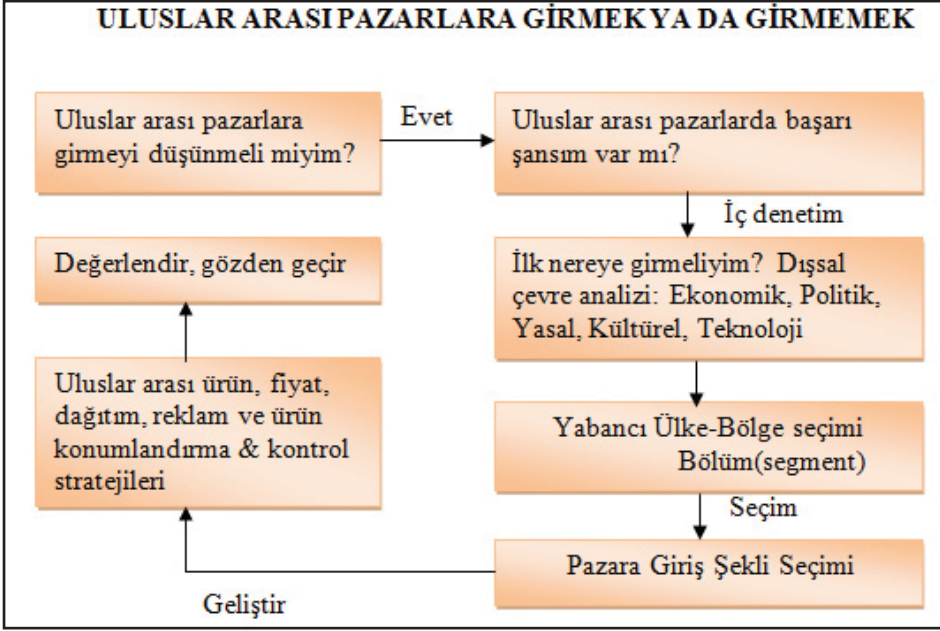 ULUSLAR ARASI PAZARLARA GİRMEK YA DA GİRMEMEK
Uluslar arası pazarlara
girmeyi düşünmeli miyim?
Evet
Uluslar arası pazarlarda başarı
şansım var mı?
İç denetim
İlk nereye girmeliyim? Dışsal
çevre analizi: Ekonomik, Politik,
Yasal, Kültürel, Teknoloji
Yabancı Ülke-Bölge seçimi
Bölüm(segment)
Seçim
Pazara Giriş Şekli Seçimi
Geliştir
Uluslar arası ürün, fiyat,
dağıtım, reklam ve ürün
konumlandırma & kontrol
stratejileri
Değerlendir, gözden geçir